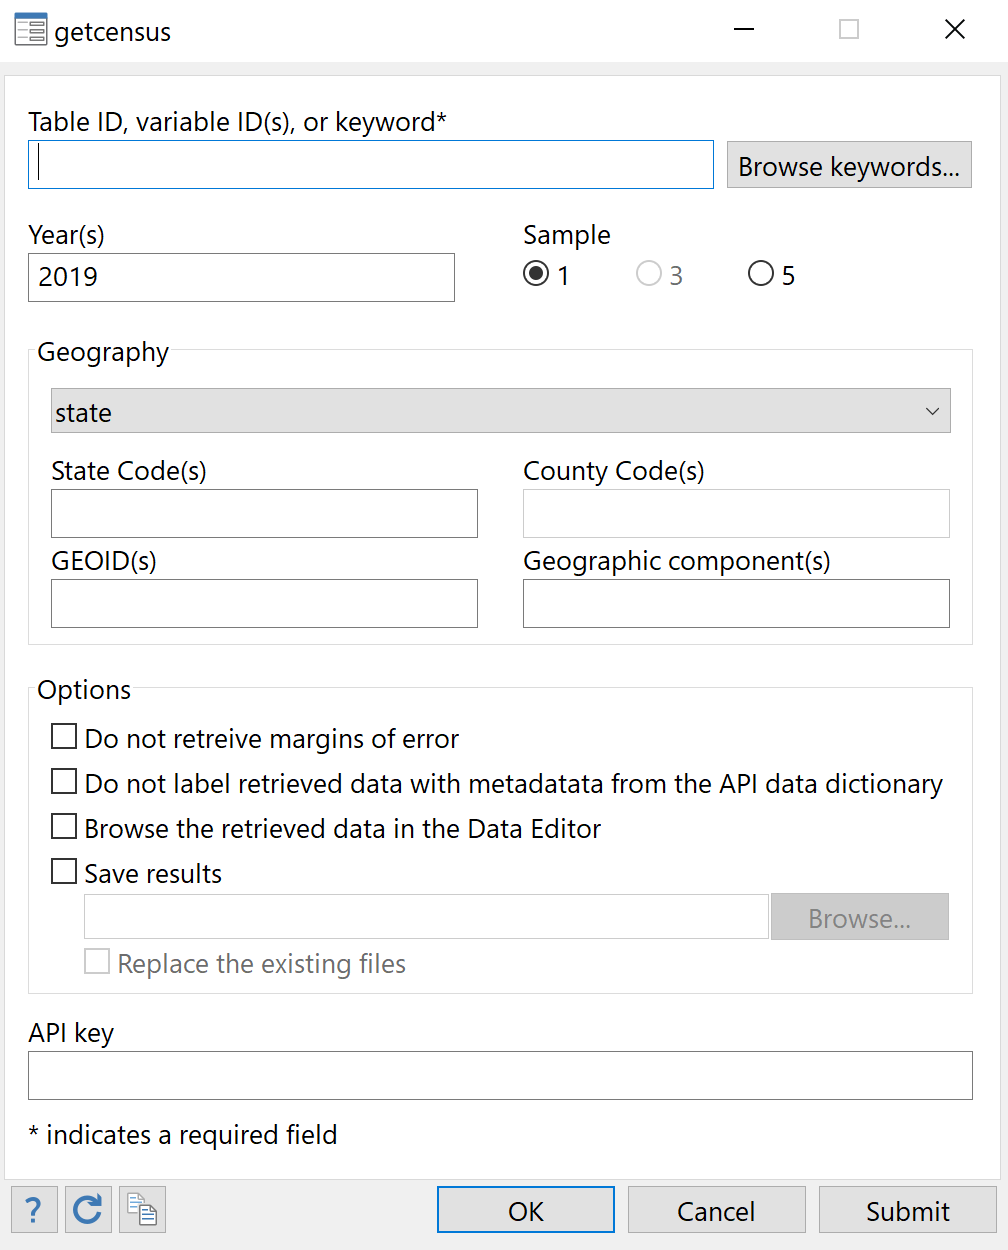 getcensus
Table ID, variable ID(s), or keyword*
Browse keywords...
Year(s)
Sample
2019
1
3
5
Geography
state
State Code(s)
County Code(s)
GEOID(s)
Geographic component(s)
Options
Do not retreive margins of error
Do not label retrieved data with metadatata from the API data dictionary
Browse the retrieved data in the Data Editor
Save results
Browse...
Replace the existing files
API key
* indicates a required field
?
OK
Cancel
Submit